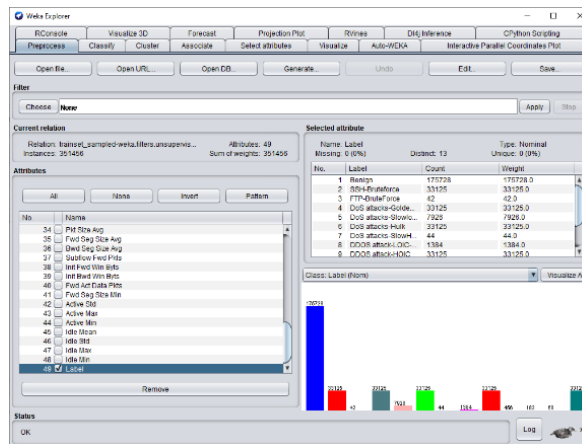 Weka Explorer
RConsole Visualize 3D Forecast Projection Plot RVines Dl4j Inference CPython Scripting
Preprocess Classify Cluster Associate Select attributes Visualize Auto-WEKA Interactive Parallel Coordinates Plot
Open file... Open URL... Open DB... Generate... Undo Edit... Save...
Filter
Choose None Apply Stop
Current relation
Relation: trainset_sampled-weka.filters.unsupervis... Attributes: 49
Instances: 351456 Sum of weights: 351456
Attributes
All None Invert Pattern
No. Name
34 Pkt Size Avg
35 Fwd Seg Size Avg
36 Bwd Seg Size Avg
37 Subflow Fwd Pkts
38 Init Fwd Win Byts
39 Init Bwd Win Byts
40 Fwd Act Data Pkts
41 Fwd Seg Size Min
42 Active Std
43 Active Max
44 Active Min
45 Idle Mean
46 Idle Std
47 Idle Max
48 Idle Min
49 Label
Remove
Selected attribute
Name: Label Type: Nominal
Missing: 0 (0%) Distinct: 13 Unique: 0 (0%)
No. Label Count Weight
1 Benign 175728 175728.0
2 SSH-Bruteforce 33125 33125.0
3 FTP-BruteForce 42 42.0
4 DoS attacks-Golde... 33125 33125.0
5 DoS attacks-Slowlo... 7926 7926.0
6 DoS attacks-Hulk 33125 33125.0
7 DoS attacks-SlowH... 44 44.0
8 DDOS attack-LOIC-... 1384 1384.0
9 DDOS attack-HOIC 33125 33125.0
Class: Label (Nom) Visualize A
175728
33125 42 33125 7926 33125 44 1384 33125
Status
OK Log